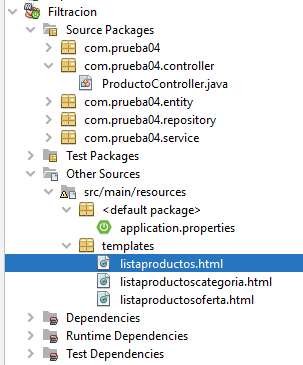 Filtracion
Source Packages
com.prueba04
com.prueba04.controller
ProductoController.java
com.prueba04.entity
com.prueba04.repository
com.prueba04.service
Test Packages
Other Sources
src/main/resources
<default package>
application.properties
templates
listaproductos.html
listaproductoscategoria.html
listaproductosoferta.html
Dependencies
Runtime Dependencies
Test Dependencies